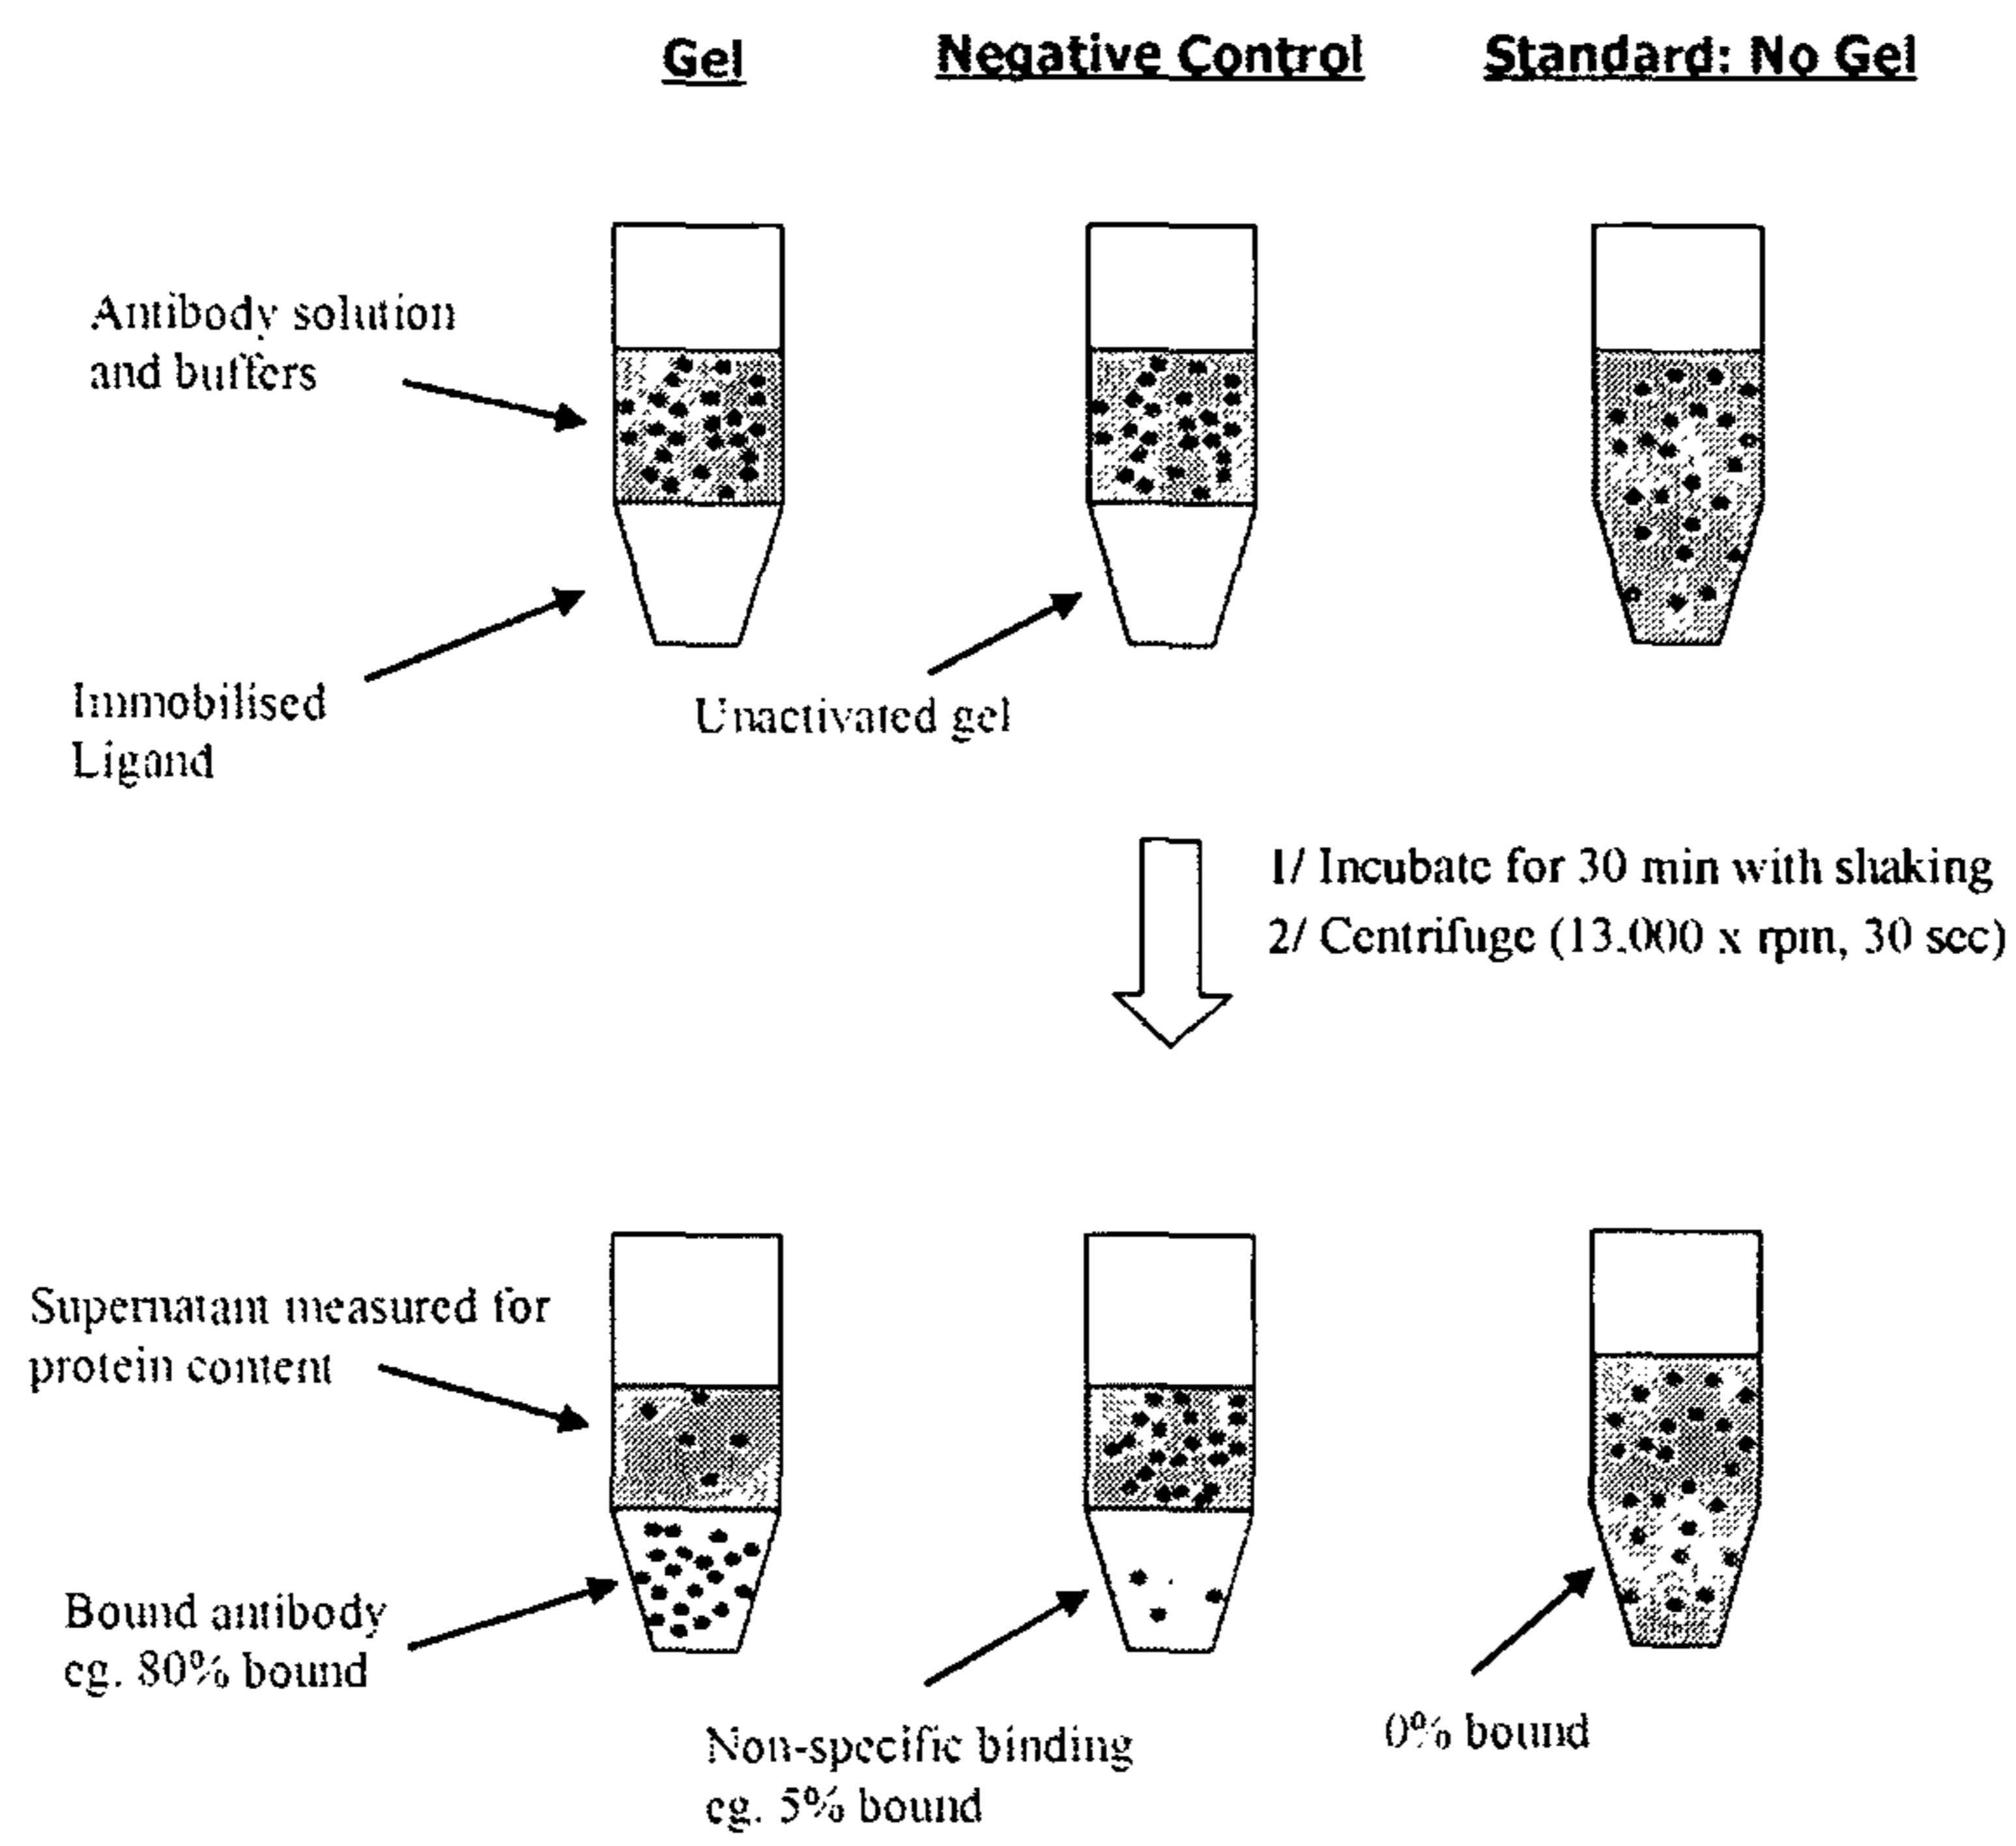 Gel
Negative Control
Standard: No Gel
Antibody solution
and buffers
Immobilised
Ligand
Unactivated gel
1/ Incubate for 30 min with shaking
2/ Centrifuge (13.000 x rpm, 30 sec)
Supernatant measured for
protein content
Bound antibody
eg. 80% bound
Non-specific binding
eg. 5% bound
0% bound